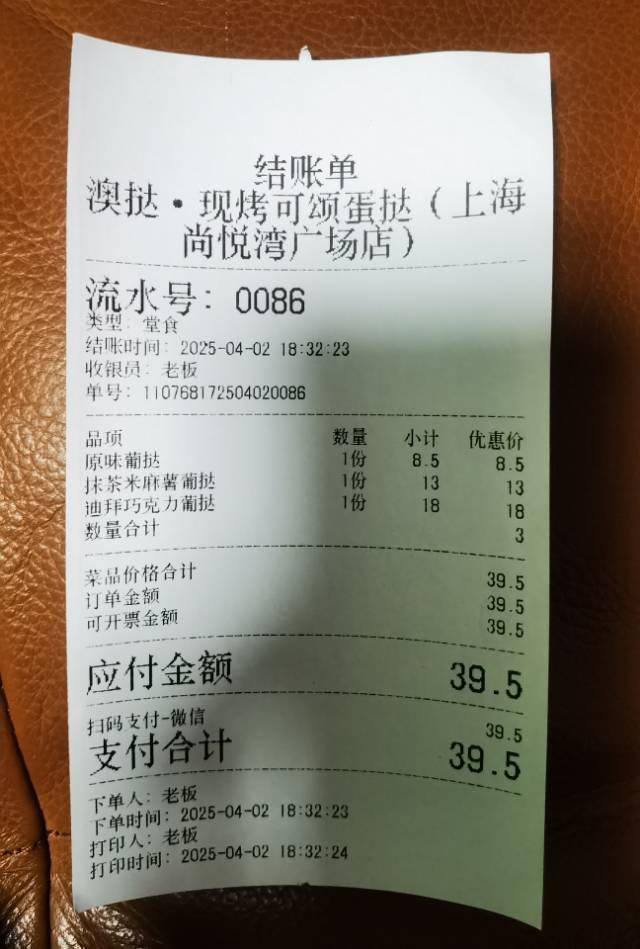 结账单
澳挞·现烤可颂蛋挞（上海
尚悦湾广场店）
流水号：0086
类型：堂食
结账时间：2025-04-02 18:32:23
收银员：老板
单号：110768172504020086
品项 数量 小计 优惠价
原味葡挞 1份 8.5 8.5
抹茶米麻薯葡挞 1份 13 13
迪拜巧克力葡挞 1份 18 18
数量合计 3
菜品价格合计 39.5
订单金额 39.5
可开票金额 39.5
应付金额 39.5
扫码支付-微信 39.5
支付合计 39.5
下单人：老板
下单时间：2025-04-02 18:32:23
打印人：老板
打印时间：2025-04-02 18:32:24